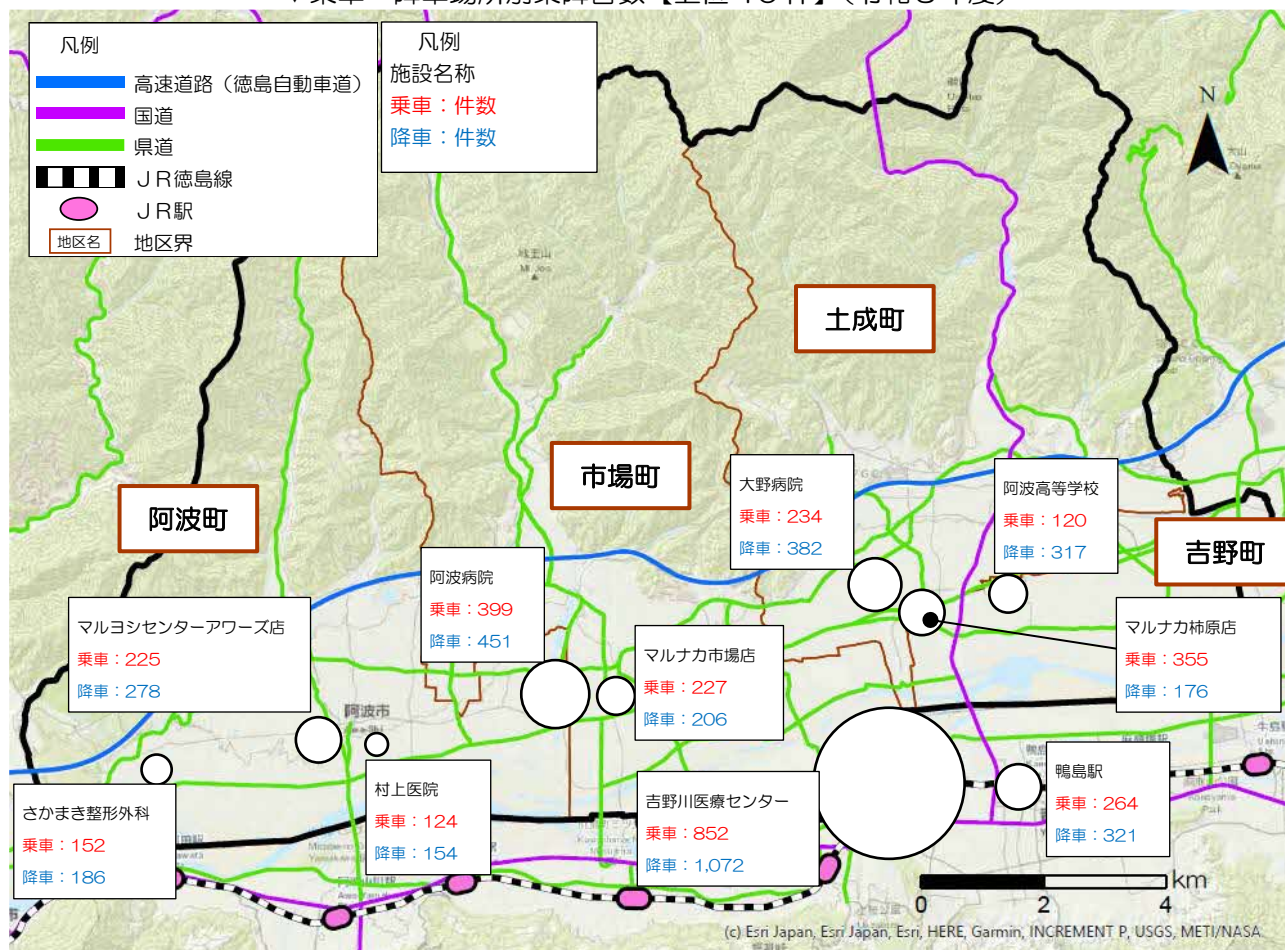 凡例
高速道路（徳島自動車道）
国道
県道
ＪＲ徳島線
ＪＲ駅
地区名 地区界
凡例
施設名称
乗車：件数
降車：件数
N
土成町
市場町
阿波町
吉野町
大野病院
乗車：234
降車：382
阿波高等学校
乗車：120
降車：317
阿波病院
乗車：399
降車：451
マルヨシセンターアワーズ店
乗車：225
降車：278
マルナカ市場店
乗車：227
降車：206
マルナカ柿原店
乗車：355
降車：176
阿波市
さかまき整形外科
乗車：152
降車：186
村上医院
乗車：124
降車：154
吉野川医療センター
乗車：852
降車：1,072
鴨島駅
乗車：264
降車：321
km
0 2 4
(c) Esri Japan, Esri Japan, Esri, HERE, Garmin, INCREMENT P, USGS, METI/NASA